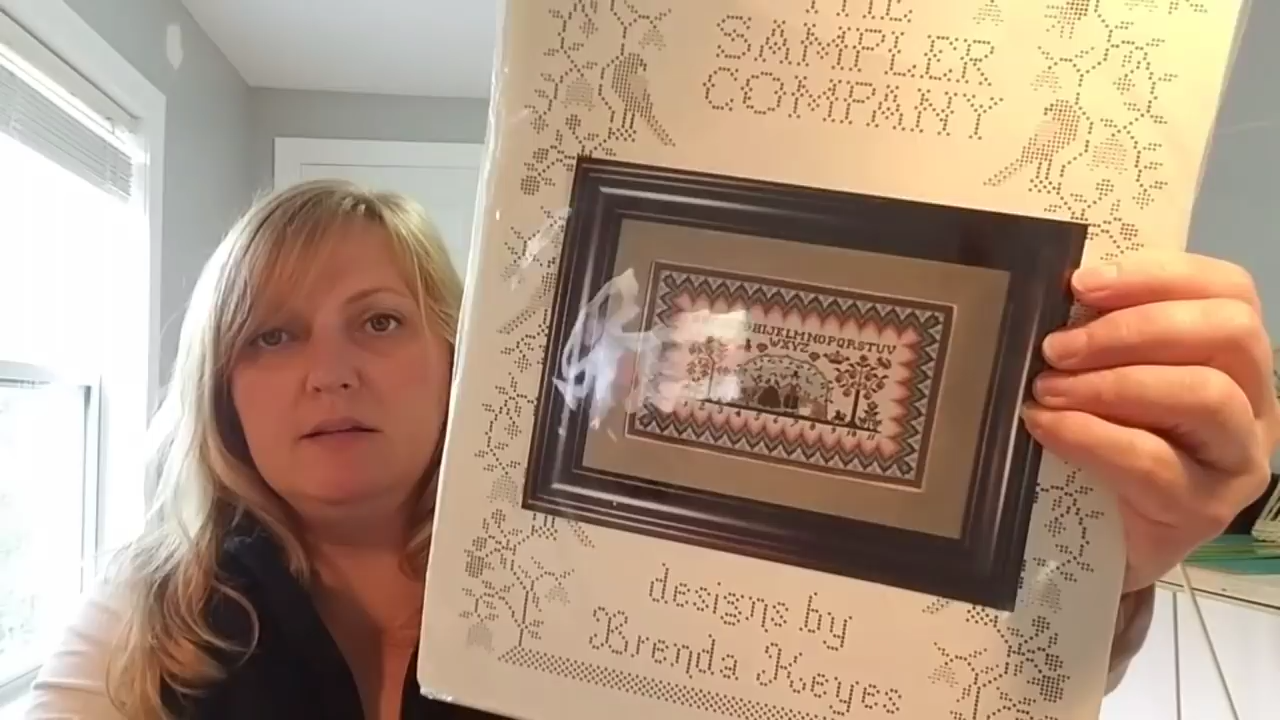 THE
SAMPLER
COMPANY
HIJKLMNOPQRSTUV
WXYZ
designs by
Brenda Keyes